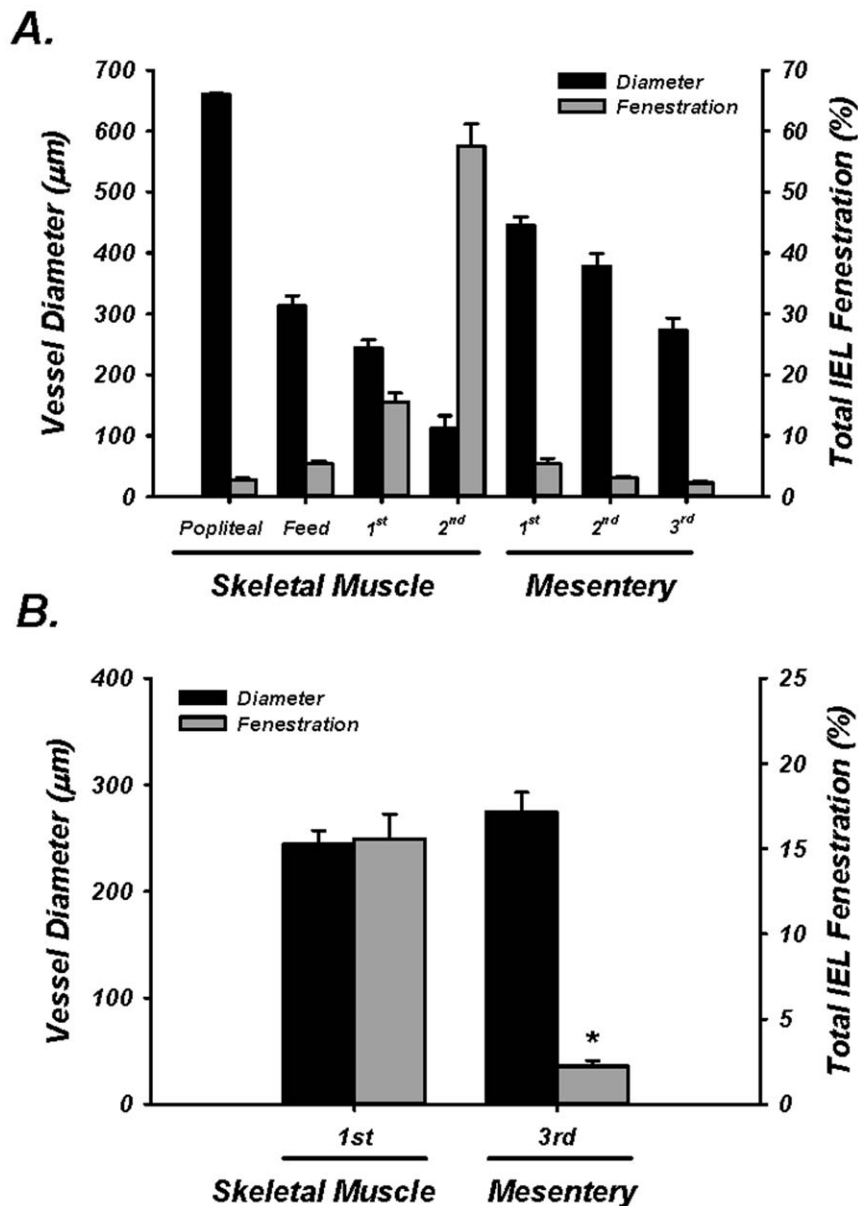 A.
Vessel Diameter (µm)
700
600
500
400
300
200
100
0
Diameter
Fenestration
70
60
50
40
30
20
10
0
Total IEL Fenestration (%)
Popliteal Feed 1st 2nd 1st 2nd 3rd
Skeletal Muscle Mesentery
B.
Vessel Diameter (µm)
400
300
200
100
0
Diameter
Fenestration
*
25
20
15
10
5
0
Total IEL Fenestration (%)
1st 3rd
Skeletal Muscle Mesentery